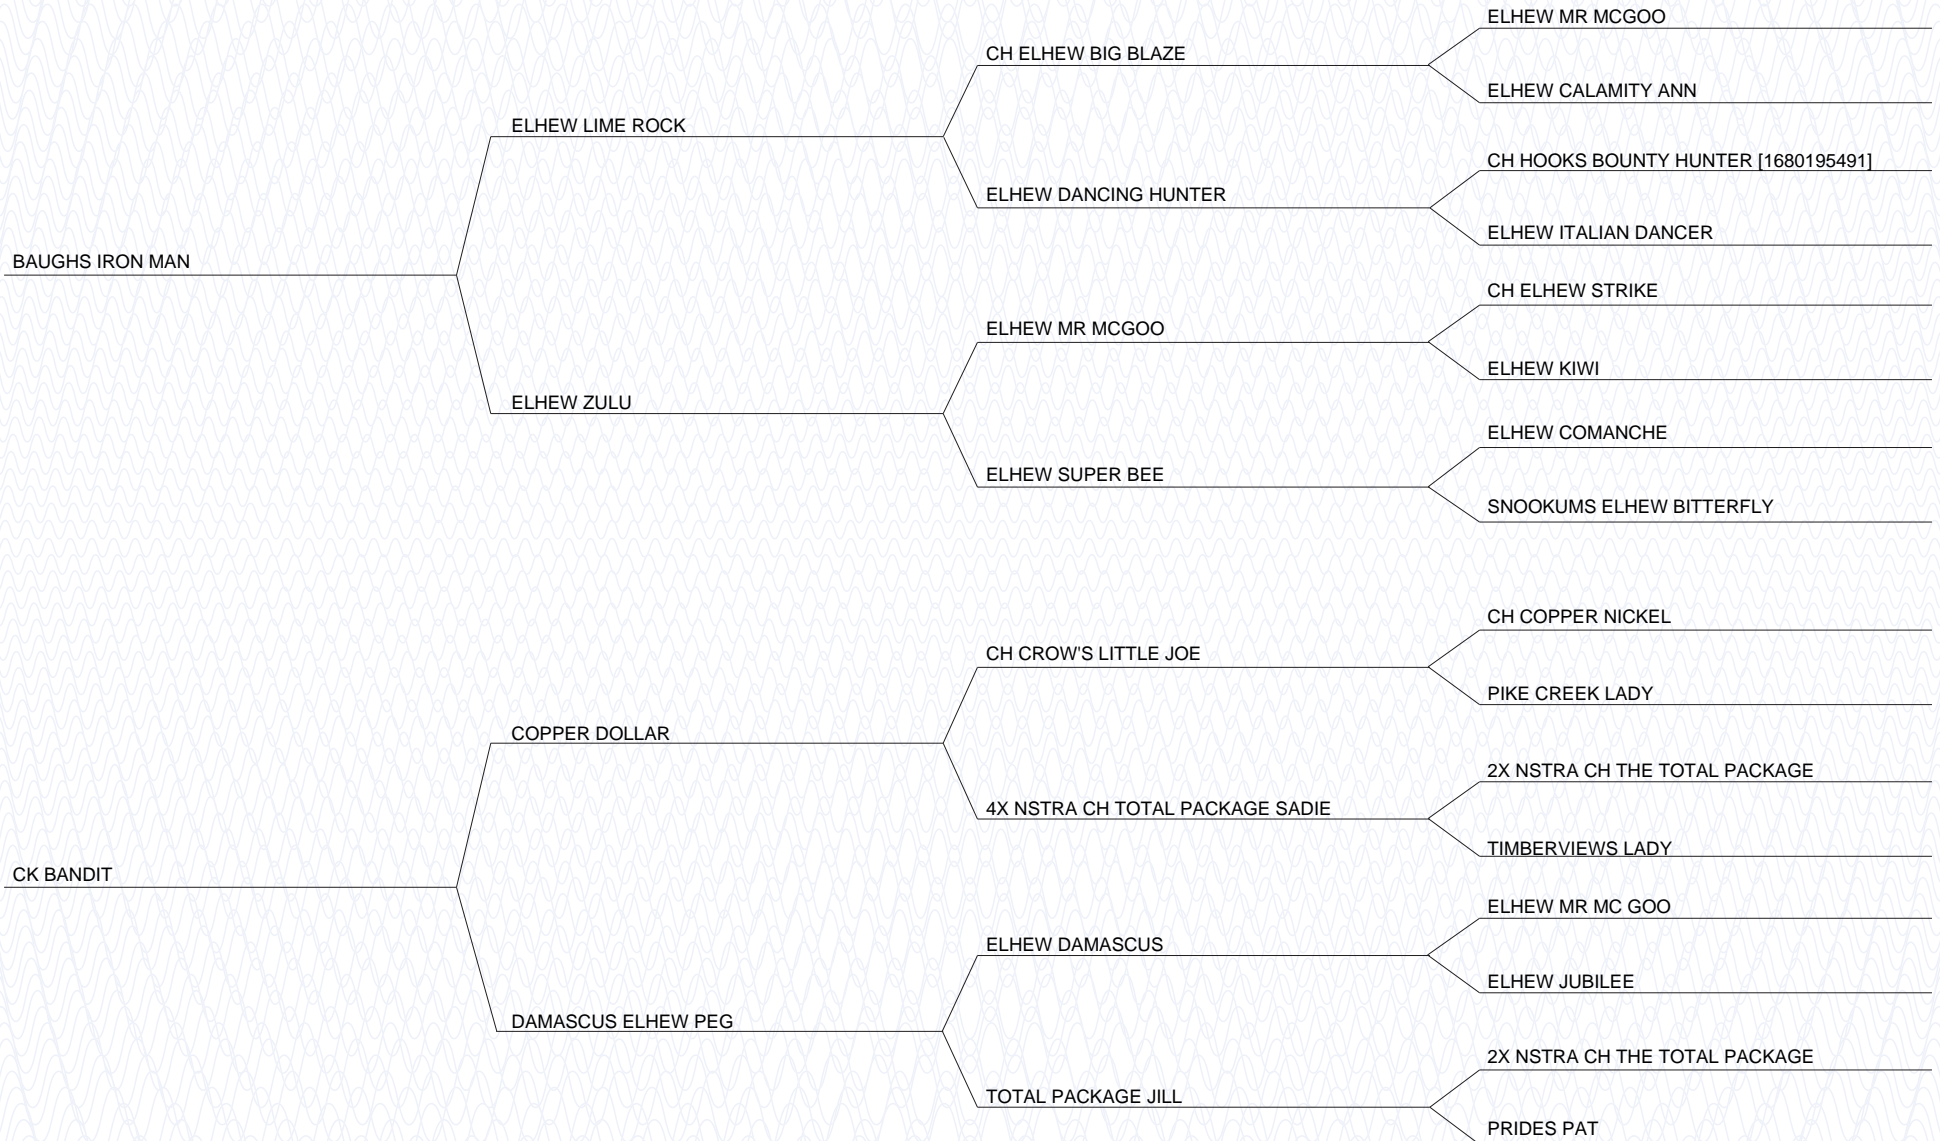 ELHEW MR MCGOO
CH ELHEW BIG BLAZE
ELHEW CALAMITY ANN
ELHEW LIME ROCK
CH HOOKS BOUNTY HUNTER [1680195491]
ELHEW DANCING HUNTER
ELHEW ITALIAN DANCER
BAUGHS IRON MAN
CH ELHEW STRIKE
ELHEW MR MCGOO
ELHEW KIWI
ELHEW ZULU
ELHEW COMANCHE
ELHEW SUPER BEE
SNOOKUMS ELHEW BITTERFLY
CH COPPER NICKEL
CH CROW'S LITTLE JOE
PIKE CREEK LADY
COPPER DOLLAR
2X NSTRA CH THE TOTAL PACKAGE
4X NSTRA CH TOTAL PACKAGE SADIE
TIMBERVIEWS LADY
CK BANDIT
ELHEW MR MC GOO
ELHEW DAMASCUS
ELHEW JUBILEE
DAMASCUS ELHEW PEG
2X NSTRA CH THE TOTAL PACKAGE
TOTAL PACKAGE JILL
PRIDES PAT